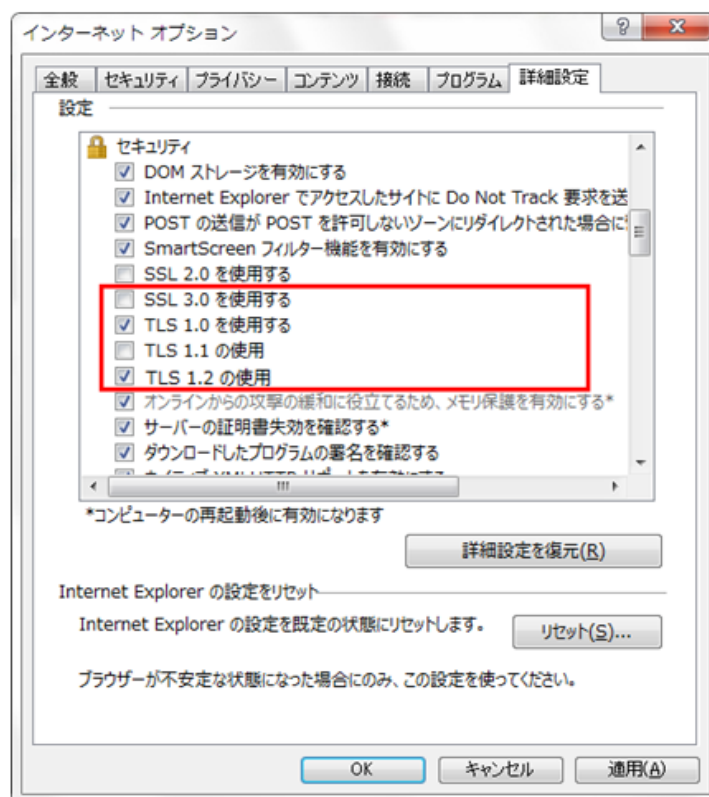 インターネット オプション
全般 セキュリティ プライバシー コンテンツ 接続 プログラム 詳細設定
設定
セキュリティ
DOM ストレージを有効にする
Internet Explorer でアクセスしたサイトに Do Not Track 要求を送
POST の送信が POST を許可しないゾーンにリダイレクトされた場合に
SmartScreen フィルター機能を有効にする
SSL 2.0 を使用する
SSL 3.0 を使用する
TLS 1.0 を使用する
TLS 1.1 の使用
TLS 1.2 の使用
オンラインからの攻撃の緩和に役立てるため、メモリ保護を有効にする*
サーバーの証明書失効を確認する*
ダウンロードしたプログラムの署名を確認する
*コンピューターの再起動後に有効になります
詳細設定を復元(R)
Internet Explorer の設定をリセット
Internet Explorer の設定を既定の状態にリセットします。
リセット(S)...
ブラウザーが不安定な状態になった場合にのみ、この設定を使ってください。
OK キャンセル 適用(A)